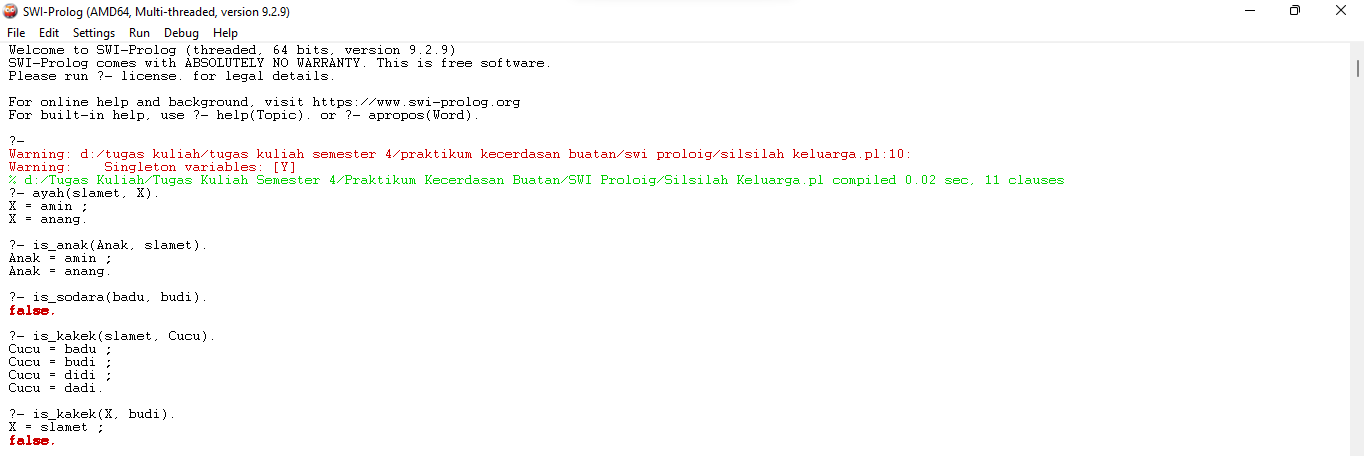 SWI-Prolog (AMD64, Multi-threaded, version 9.2.9)
File Edit Settings Run Debug Help
Welcome to SWI-Prolog (threaded, 64 bits, version 9.2.9)
SWI-Prolog comes with ABSOLUTELY NO WARRANTY. This is free software.
Please run ?- license. for legal details.
For online help and background, visit https://www.swi-prolog.org
For built-in help, use ?- help(Topic). or ?- apropos(Word).
?-
Warning: d:/tugas kuliah/tugas kuliah semester 4/praktikum kecerdasan buatan/swi proloig/silsilah keluarga.pl:10:
Warning:    Singleton variables: [Y]
% d:/Tugas Kuliah/Tugas Kuliah Semester 4/Praktikum Kecerdasan Buatan/SWI Proloig/Silsilah Keluarga.pl compiled 0.02 sec, 11 clauses
?- ayah(slamet, X).
X = amin ;
X = anang.
?- is_anak(Anak, slamet).
Anak = amin ;
Anak = anang.
?- is_sodara(badu, budi).
false.
?- is_kakek(slamet, Cucu).
Cucu = badu ;
Cucu = budi ;
Cucu = didi ;
Cucu = dadi.
?- is_kakek(X, budi).
X = slamet ;
false.